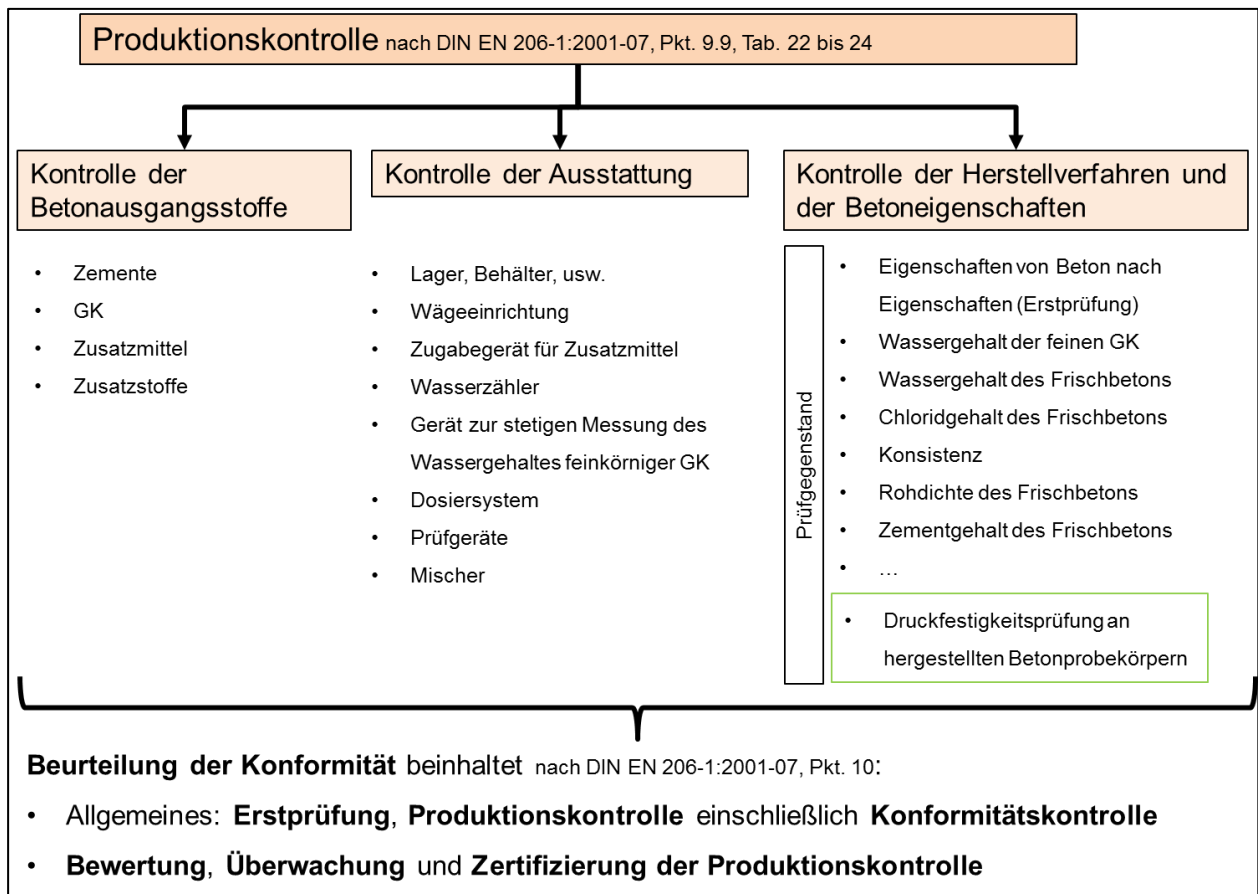 Produktionskontrolle nach DIN EN 206-1:2001-07, Pkt. 9.9, Tab. 22 bis 24
Kontrolle der
Betonausgangsstoffe
• Zemente
• GK
• Zusatzmittel
• Zusatzstoffe
Kontrolle der Ausstattung
• Lager, Behälter, usw.
• Wägeeinrichtung
• Zugabegerät für Zusatzmittel
• Wasserzähler
• Gerät zur stetigen Messung des
Wassergehaltes feinkörniger GK
• Dosiersystem
• Prüfgeräte
• Mischer
Kontrolle der Herstellverfahren und
der Betoneigenschaften
Prüfgegenstand
• Eigenschaften von Beton nach
Eigenschaften (Erstprüfung)
• Wassergehalt der feinen GK
• Wassergehalt des Frischbetons
• Chloridgehalt des Frischbetons
• Konsistenz
• Rohdichte des Frischbetons
• Zementgehalt des Frischbetons
• …
• Druckfestigkeitsprüfung an
hergestellten Betonprobekörpern
Beurteilung der Konformität beinhaltet nach DIN EN 206-1:2001-07, Pkt. 10:
• Allgemeines: Erstprüfung, Produktionskontrolle einschließlich Konformitätskontrolle
• Bewertung, Überwachung und Zertifizierung der Produktionskontrolle